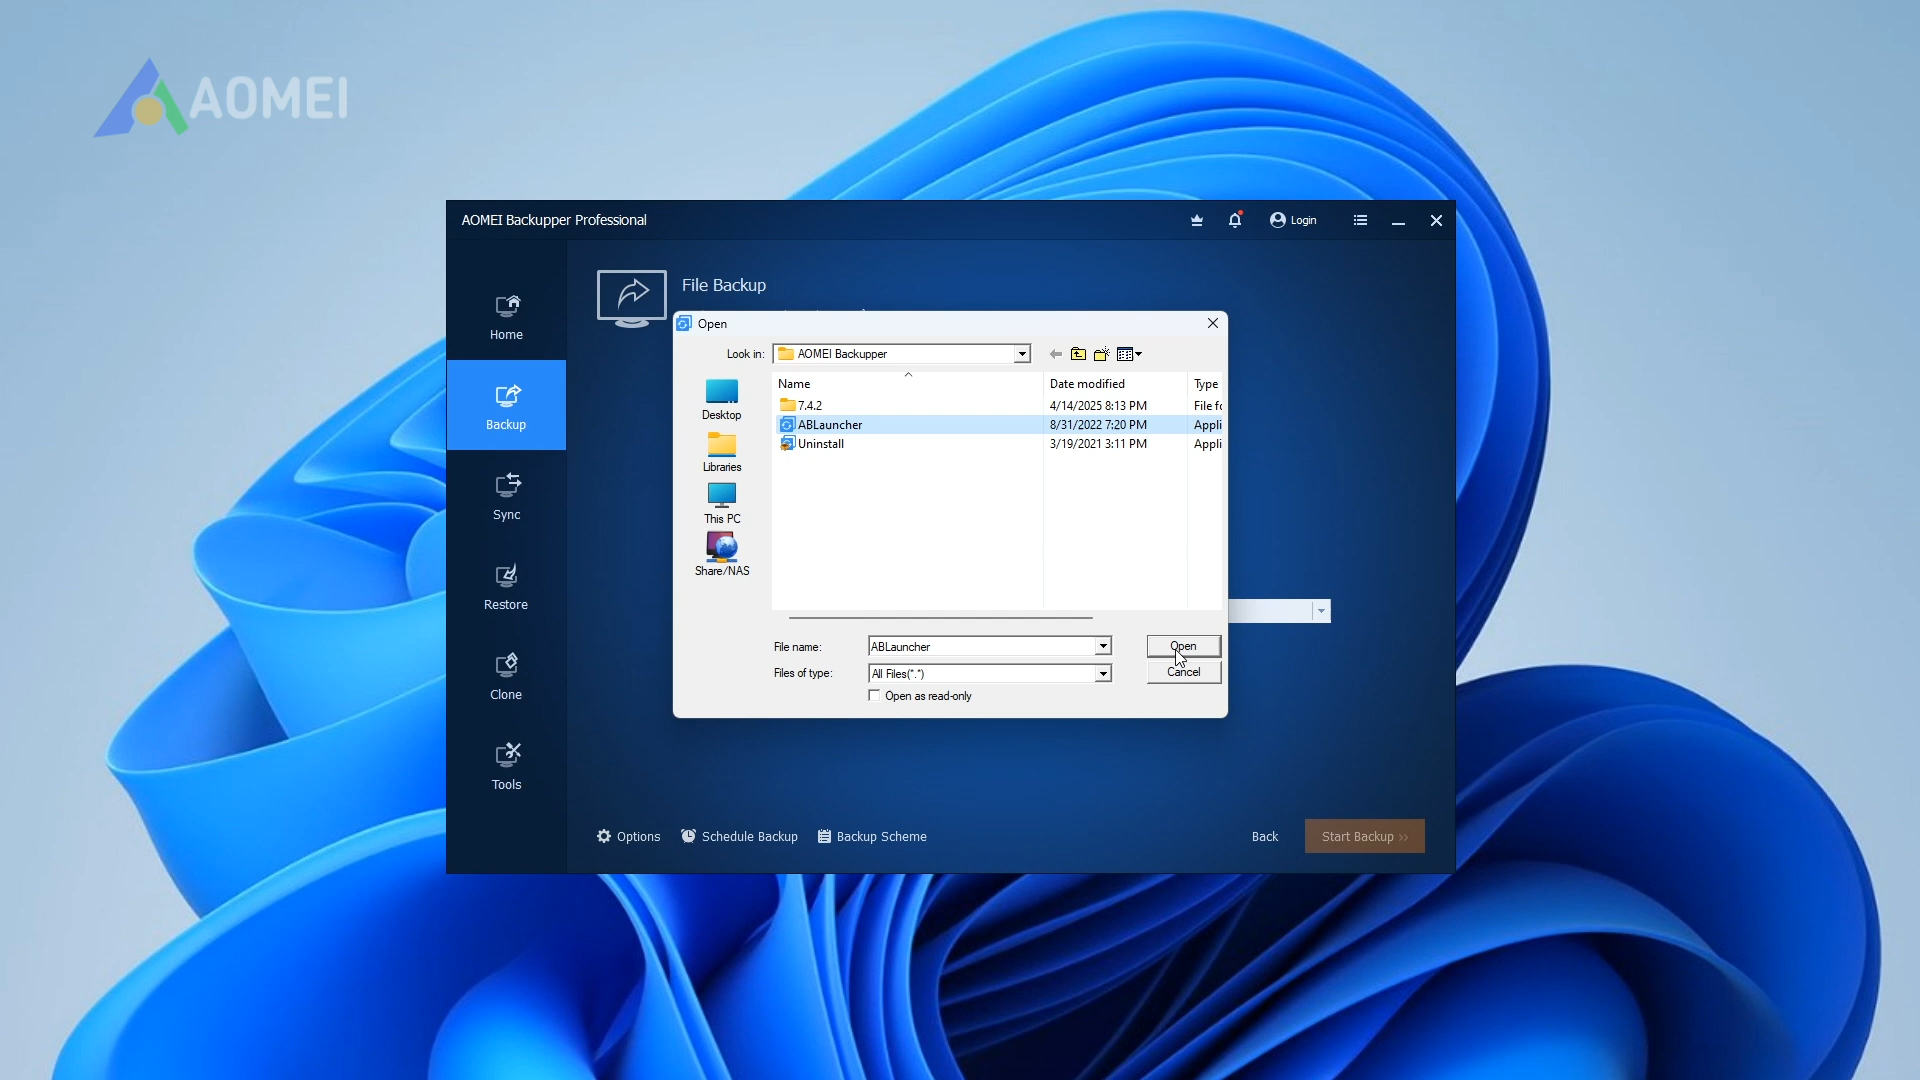 AOMEI
AOMEI Backupper Professional
Login
Home
Backup
Sync
Restore
Clone
Tools
File Backup
Open
Look in:
AOMEI Backupper
Desktop
Libraries
This PC
Share/NAS
Name
Date modified
Type
7.4.2
4/14/2025 8:13 PM
File fo
ABLauncher
8/31/2022 7:20 PM
Appli
Uninstall
3/19/2021 3:11 PM
Appli
File name:
ABLauncher
Open
Files of type:
All Files(*.*)
Cancel
Open as read-only
Options
Schedule Backup
Backup Scheme
Back
Start Backup >>